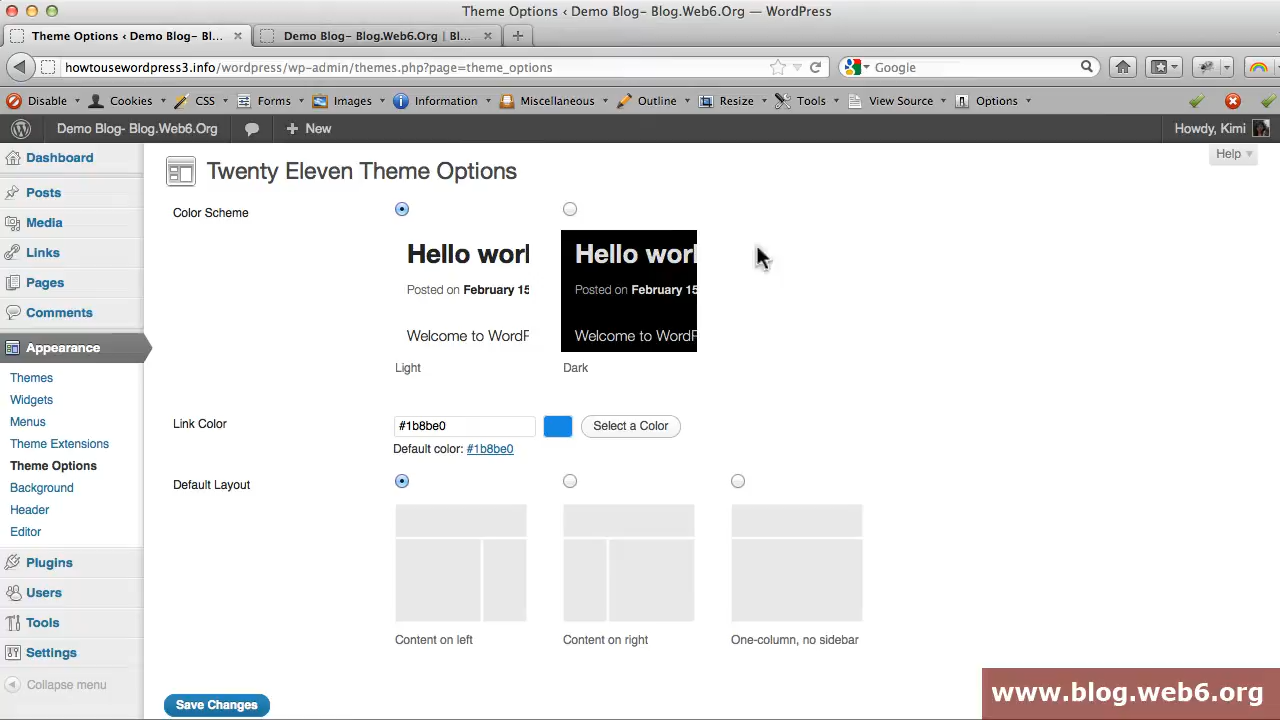 Theme Options ‹ Demo Blog- Blog.Web6.Org — WordPress
Theme Options ‹ Demo Blog- Bl... Demo Blog- Blog.Web6.Org | Bl...
howtousewordpress3.info/wordpress/wp-admin/themes.php?page=theme_options Google
Disable Cookies CSS Forms Images Information Miscellaneous Outline Resize Tools View Source Options
Demo Blog- Blog.Web6.Org + New Howdy, Kimi
Help
Dashboard
Posts
Media
Links
Pages
Comments
Appearance
Themes
Widgets
Menus
Theme Extensions
Theme Options
Background
Header
Editor
Plugins
Users
Tools
Settings
Collapse menu
Twenty Eleven Theme Options
Color Scheme
Hello worl
Posted on February 15
Welcome to WordP
Light
Hello worl
Posted on February 15
Welcome to WordP
Dark
Link Color
#1b8be0 Select a Color
Default color: #1b8be0
Default Layout
Content on left
Content on right
One-column, no sidebar
Save Changes
www.blog.web6.org